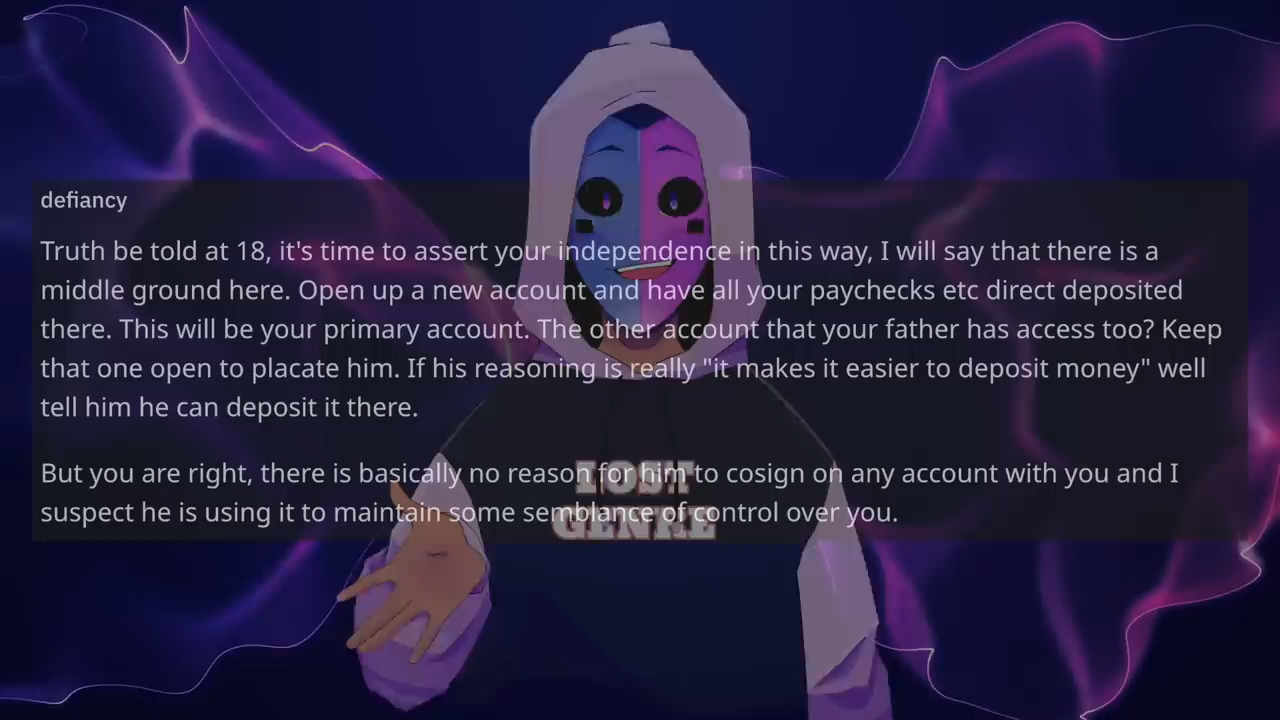 defiancy
Truth be told at 18, it's time to assert your independence in this way, I will say that there is a
middle ground here. Open up a new account and have all your paychecks etc direct deposited
there. This will be your primary account. The other account that your father has access too? Keep
that one open to placate him. If his reasoning is really "it makes it easier to deposit money" well
tell him he can deposit it there.
But you are right, there is basically no reason for him to cosign on any account with you and I
suspect he is using it to maintain some semblance of control over you.
LOST
GENRE